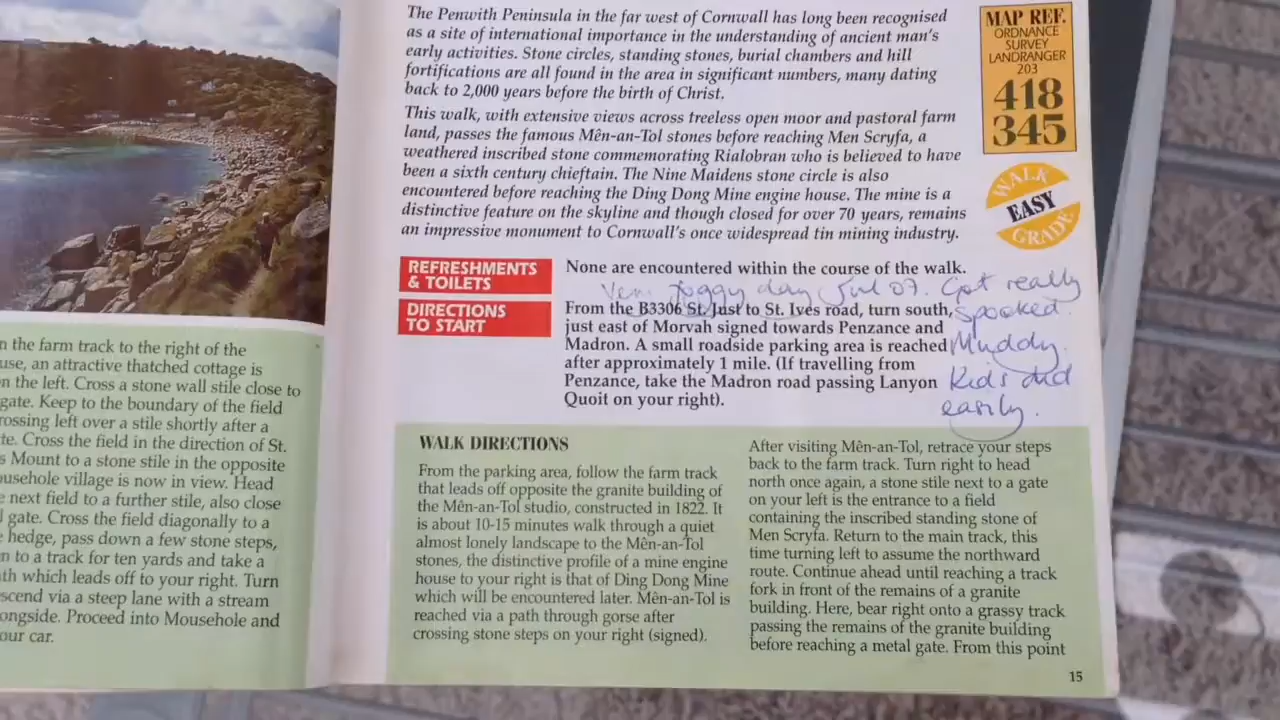 n the farm track to the right of the
use, an attractive thatched cottage is
n the left. Cross a stone wall stile close to
gate. Keep to the boundary of the field
rossing left over a stile shortly after a
te. Cross the field in the direction of St.
s Mount to a stone stile in the opposite
ousehole village is now in view. Head
e next field to a further stile, also close
l gate. Cross the field diagonally to a
e hedge, pass down a few stone steps,
n to a track for ten yards and take a
th which leads off to your right. Turn
scend via a steep lane with a stream
ongside. Proceed into Mousehole and
our car.
The Penwith Peninsula in the far west of Cornwall has long been recognised
as a site of international importance in the understanding of ancient man's
early activities. Stone circles, standing stones, burial chambers and hill
fortifications are all found in the area in significant numbers, many dating
back to 2,000 years before the birth of Christ.
This walk, with extensive views across treeless open moor and pastoral farm
land, passes the famous Mên-an-Tol stones before reaching Men Scryfa, a
weathered inscribed stone commemorating Rialobran who is believed to have
been a sixth century chieftain. The Nine Maidens stone circle is also
encountered before reaching the Ding Dong Mine engine house. The mine is a
distinctive feature on the skyline and though closed for over 70 years, remains
an impressive monument to Cornwall's once widespread tin mining industry.
MAP REF.
ORDNANCE
SURVEY
LANDRANGER
203
418
345
WALK
EASY
GRADE
REFRESHMENTS
& TOILETS
None are encountered within the course of the walk.
Very foggy day Jul 07. Got really
spooked.
Muddy.
Kids did
easily.
DIRECTIONS
TO START
From the B3306 St. Just to St. Ives road, turn south,
just east of Morvah signed towards Penzance and
Madron. A small roadside parking area is reached
after approximately 1 mile. (If travelling from
Penzance, take the Madron road passing Lanyon
Quoit on your right).
WALK DIRECTIONS
From the parking area, follow the farm track
that leads off opposite the granite building of
the Mên-an-Tol studio, constructed in 1822. It
is about 10-15 minutes walk through a quiet
almost lonely landscape to the Mên-an-Tol
stones, the distinctive profile of a mine engine
house to your right is that of Ding Dong Mine
which will be encountered later. Mên-an-Tol is
reached via a path through gorse after
crossing stone steps on your right (signed).
After visiting Mên-an-Tol, retrace your steps
back to the farm track. Turn right to head
north once again, a stone stile next to a gate
on your left is the entrance to a field
containing the inscribed standing stone of
Men Scryfa. Return to the main track, this
time turning left to assume the northward
route. Continue ahead until reaching a track
fork in front of the remains of a granite
building. Here, bear right onto a grassy track
passing the remains of the granite building
before reaching a metal gate. From this point
15